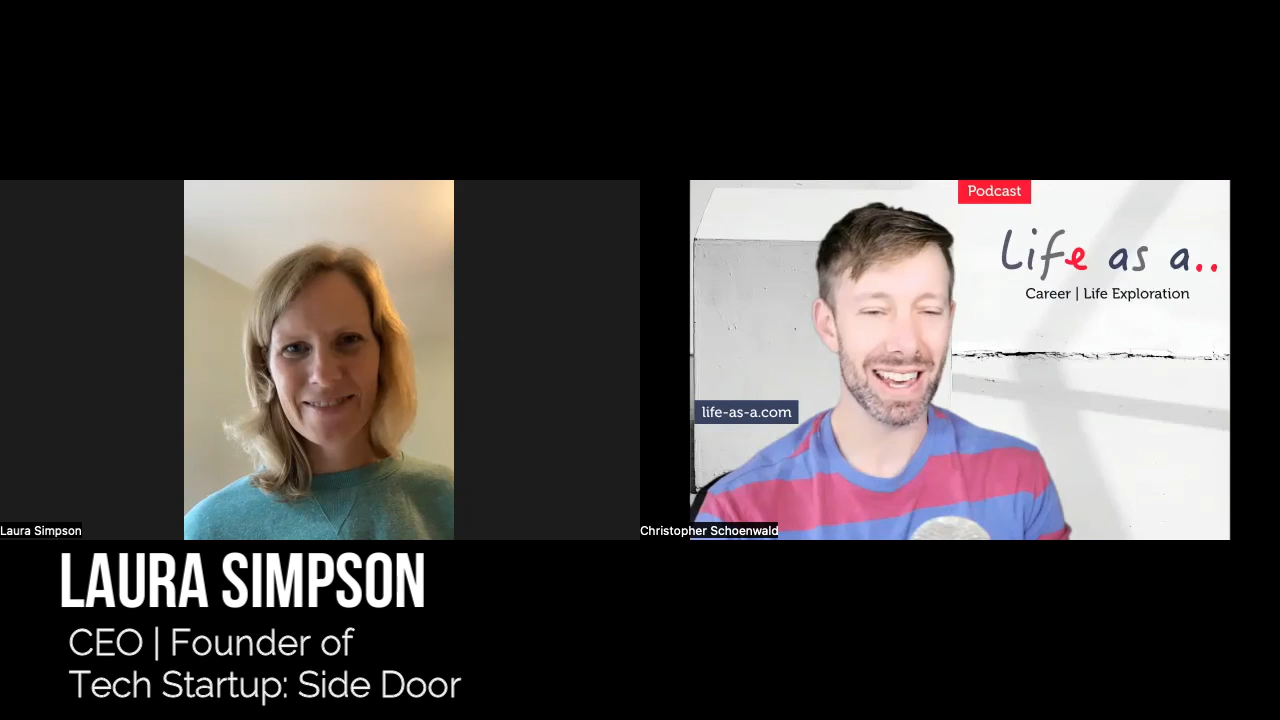 Podcast
Life as a..
Career | Life Exploration
life-as-a.com
Laura Simpson
Christopher Schoenwald
LAURA SIMPSON
CEO | Founder of
Tech Startup: Side Door